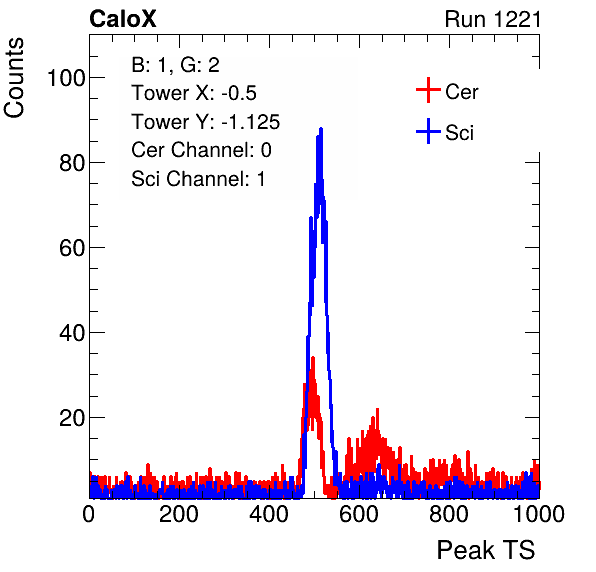 CaloX
Run 1221
Counts
B: 1, G: 2
Tower X: -0.5
Tower Y: -1.125
Cer Channel: 0
Sci Channel: 1
Cer
Sci
100
80
60
40
20
0 200 400 600 800 1000
Peak TS